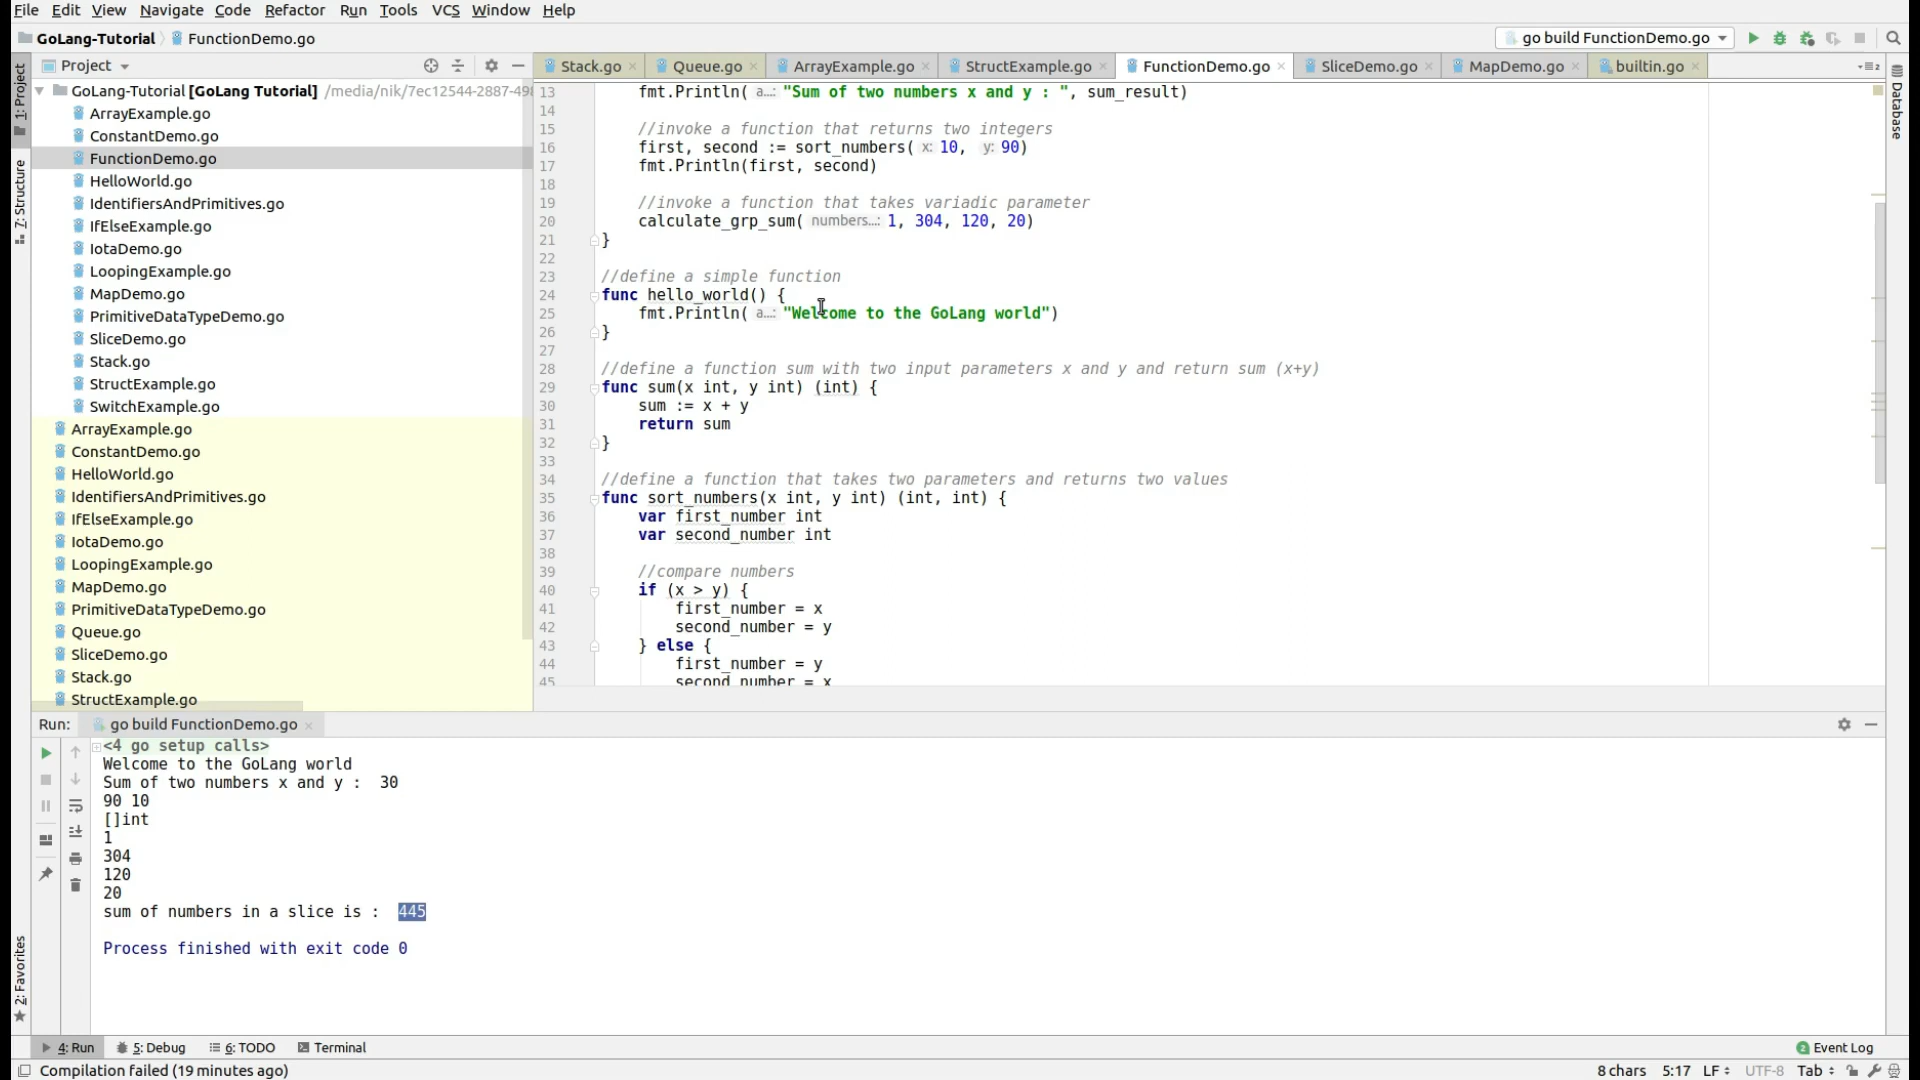 File Edit View Navigate Code Refactor Run Tools VCS Window Help
GoLang-Tutorial FunctionDemo.go
go build FunctionDemo.go
Project
Stack.go Queue.go ArrayExample.go StructExample.go FunctionDemo.go SliceDemo.go MapDemo.go builtin.go
1: Project
7: Structure
2: Favorites
Database
GoLang-Tutorial [GoLang Tutorial] /media/nik/7ec12544-2887-49
ArrayExample.go
ConstantDemo.go
FunctionDemo.go
HelloWorld.go
IdentifiersAndPrimitives.go
IfElseExample.go
IotaDemo.go
LoopingExample.go
MapDemo.go
PrimitiveDataTypeDemo.go
SliceDemo.go
Stack.go
StructExample.go
SwitchExample.go
ArrayExample.go
ConstantDemo.go
HelloWorld.go
IdentifiersAndPrimitives.go
IfElseExample.go
IotaDemo.go
LoopingExample.go
MapDemo.go
PrimitiveDataTypeDemo.go
Queue.go
SliceDemo.go
Stack.go
StructExample.go
13 fmt.Println( a...: "Sum of two numbers x and y : ", sum_result)
14
15 //invoke a function that returns two integers
16 first, second := sort_numbers( x: 10, y: 90)
17 fmt.Println(first, second)
18
19 //invoke a function that takes variadic parameter
20 calculate_grp_sum( numbers...: 1, 304, 120, 20)
21 }
22
23 //define a simple function
24 func hello_world() {
25 fmt.Println( a...: "Welcome to the GoLang world")
26 }
27
28 //define a function sum with two input parameters x and y and return sum (x+y)
29 func sum(x int, y int) (int) {
30 sum := x + y
31 return sum
32 }
33
34 //define a function that takes two parameters and returns two values
35 func sort_numbers(x int, y int) (int, int) {
36 var first_number int
37 var second_number int
38
39 //compare numbers
40 if (x > y) {
41 first_number = x
42 second_number = y
43 } else {
44 first_number = y
45 second_number = x
Run: go build FunctionDemo.go
<4 go setup calls>
Welcome to the GoLang world
Sum of two numbers x and y :  30
90 10
[]int
1
304
120
20
sum of numbers in a slice is :  445
Process finished with exit code 0
4: Run 5: Debug 6: TODO Terminal 2 Event Log
Compilation failed (19 minutes ago) 8 chars 5:17 LF UTF-8 Tab